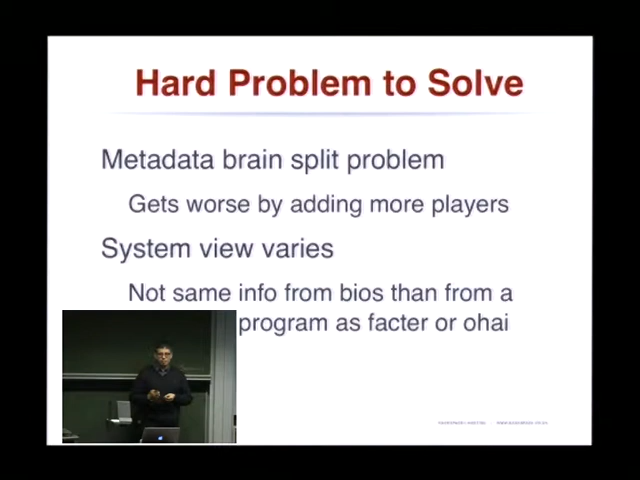 Hard Problem to Solve
Metadata brain split problem
Gets worse by adding more players
System view varies
Not same info from bios than from a
program as facter or ohai